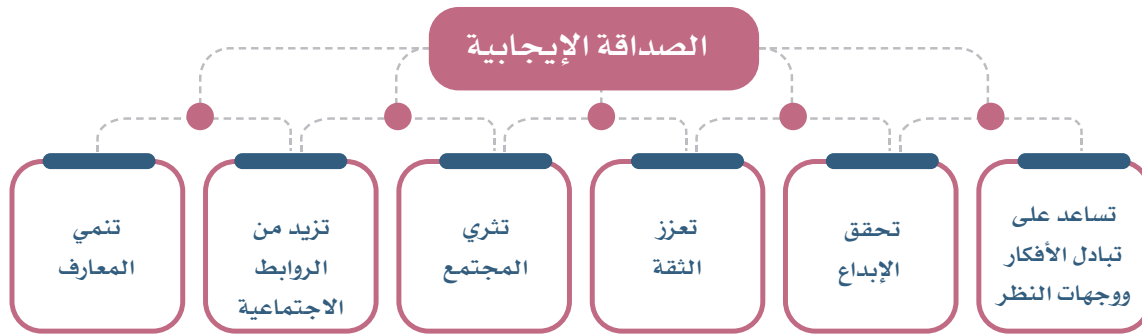 الصداقة الإيجابية
تساعد على
تبادل الأفكار
ووجهات النظر
تحقق
الإبداع
تعزز
الثقة
تثري
المجتمع
تزيد من
الروابط
الاجتماعية
تنمي
المعارف